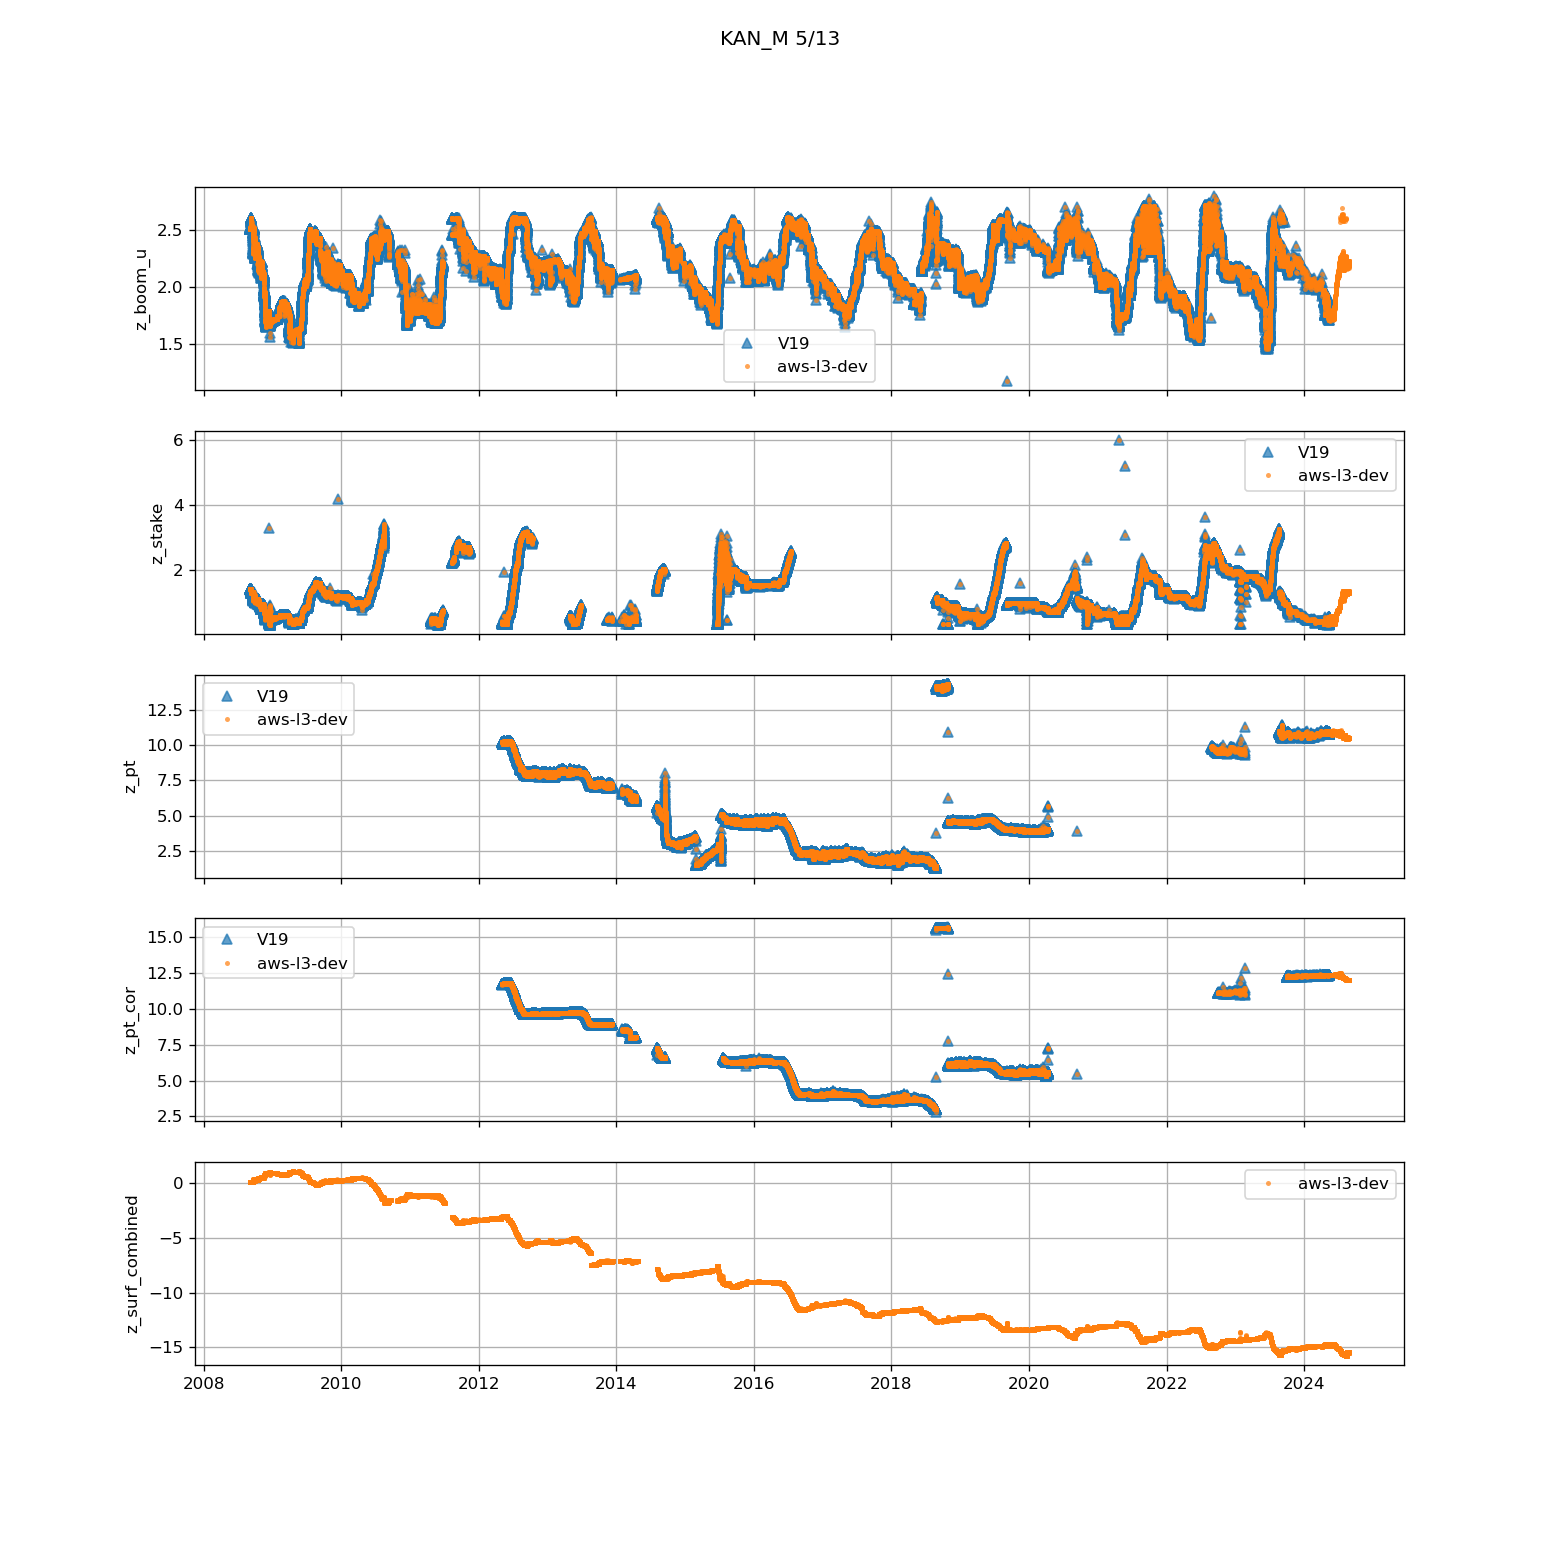 KAN_M 5/13
z_boom_u
2.5
2.0
1.5
V19
aws-l3-dev
z_stake
6
4
2
V19
aws-l3-dev
z_pt
12.5
10.0
7.5
5.0
2.5
V19
aws-l3-dev
z_pt_cor
15.0
12.5
10.0
7.5
5.0
2.5
V19
aws-l3-dev
z_surf_combined
0
−5
−10
−15
aws-l3-dev
2008 2010 2012 2014 2016 2018 2020 2022 2024